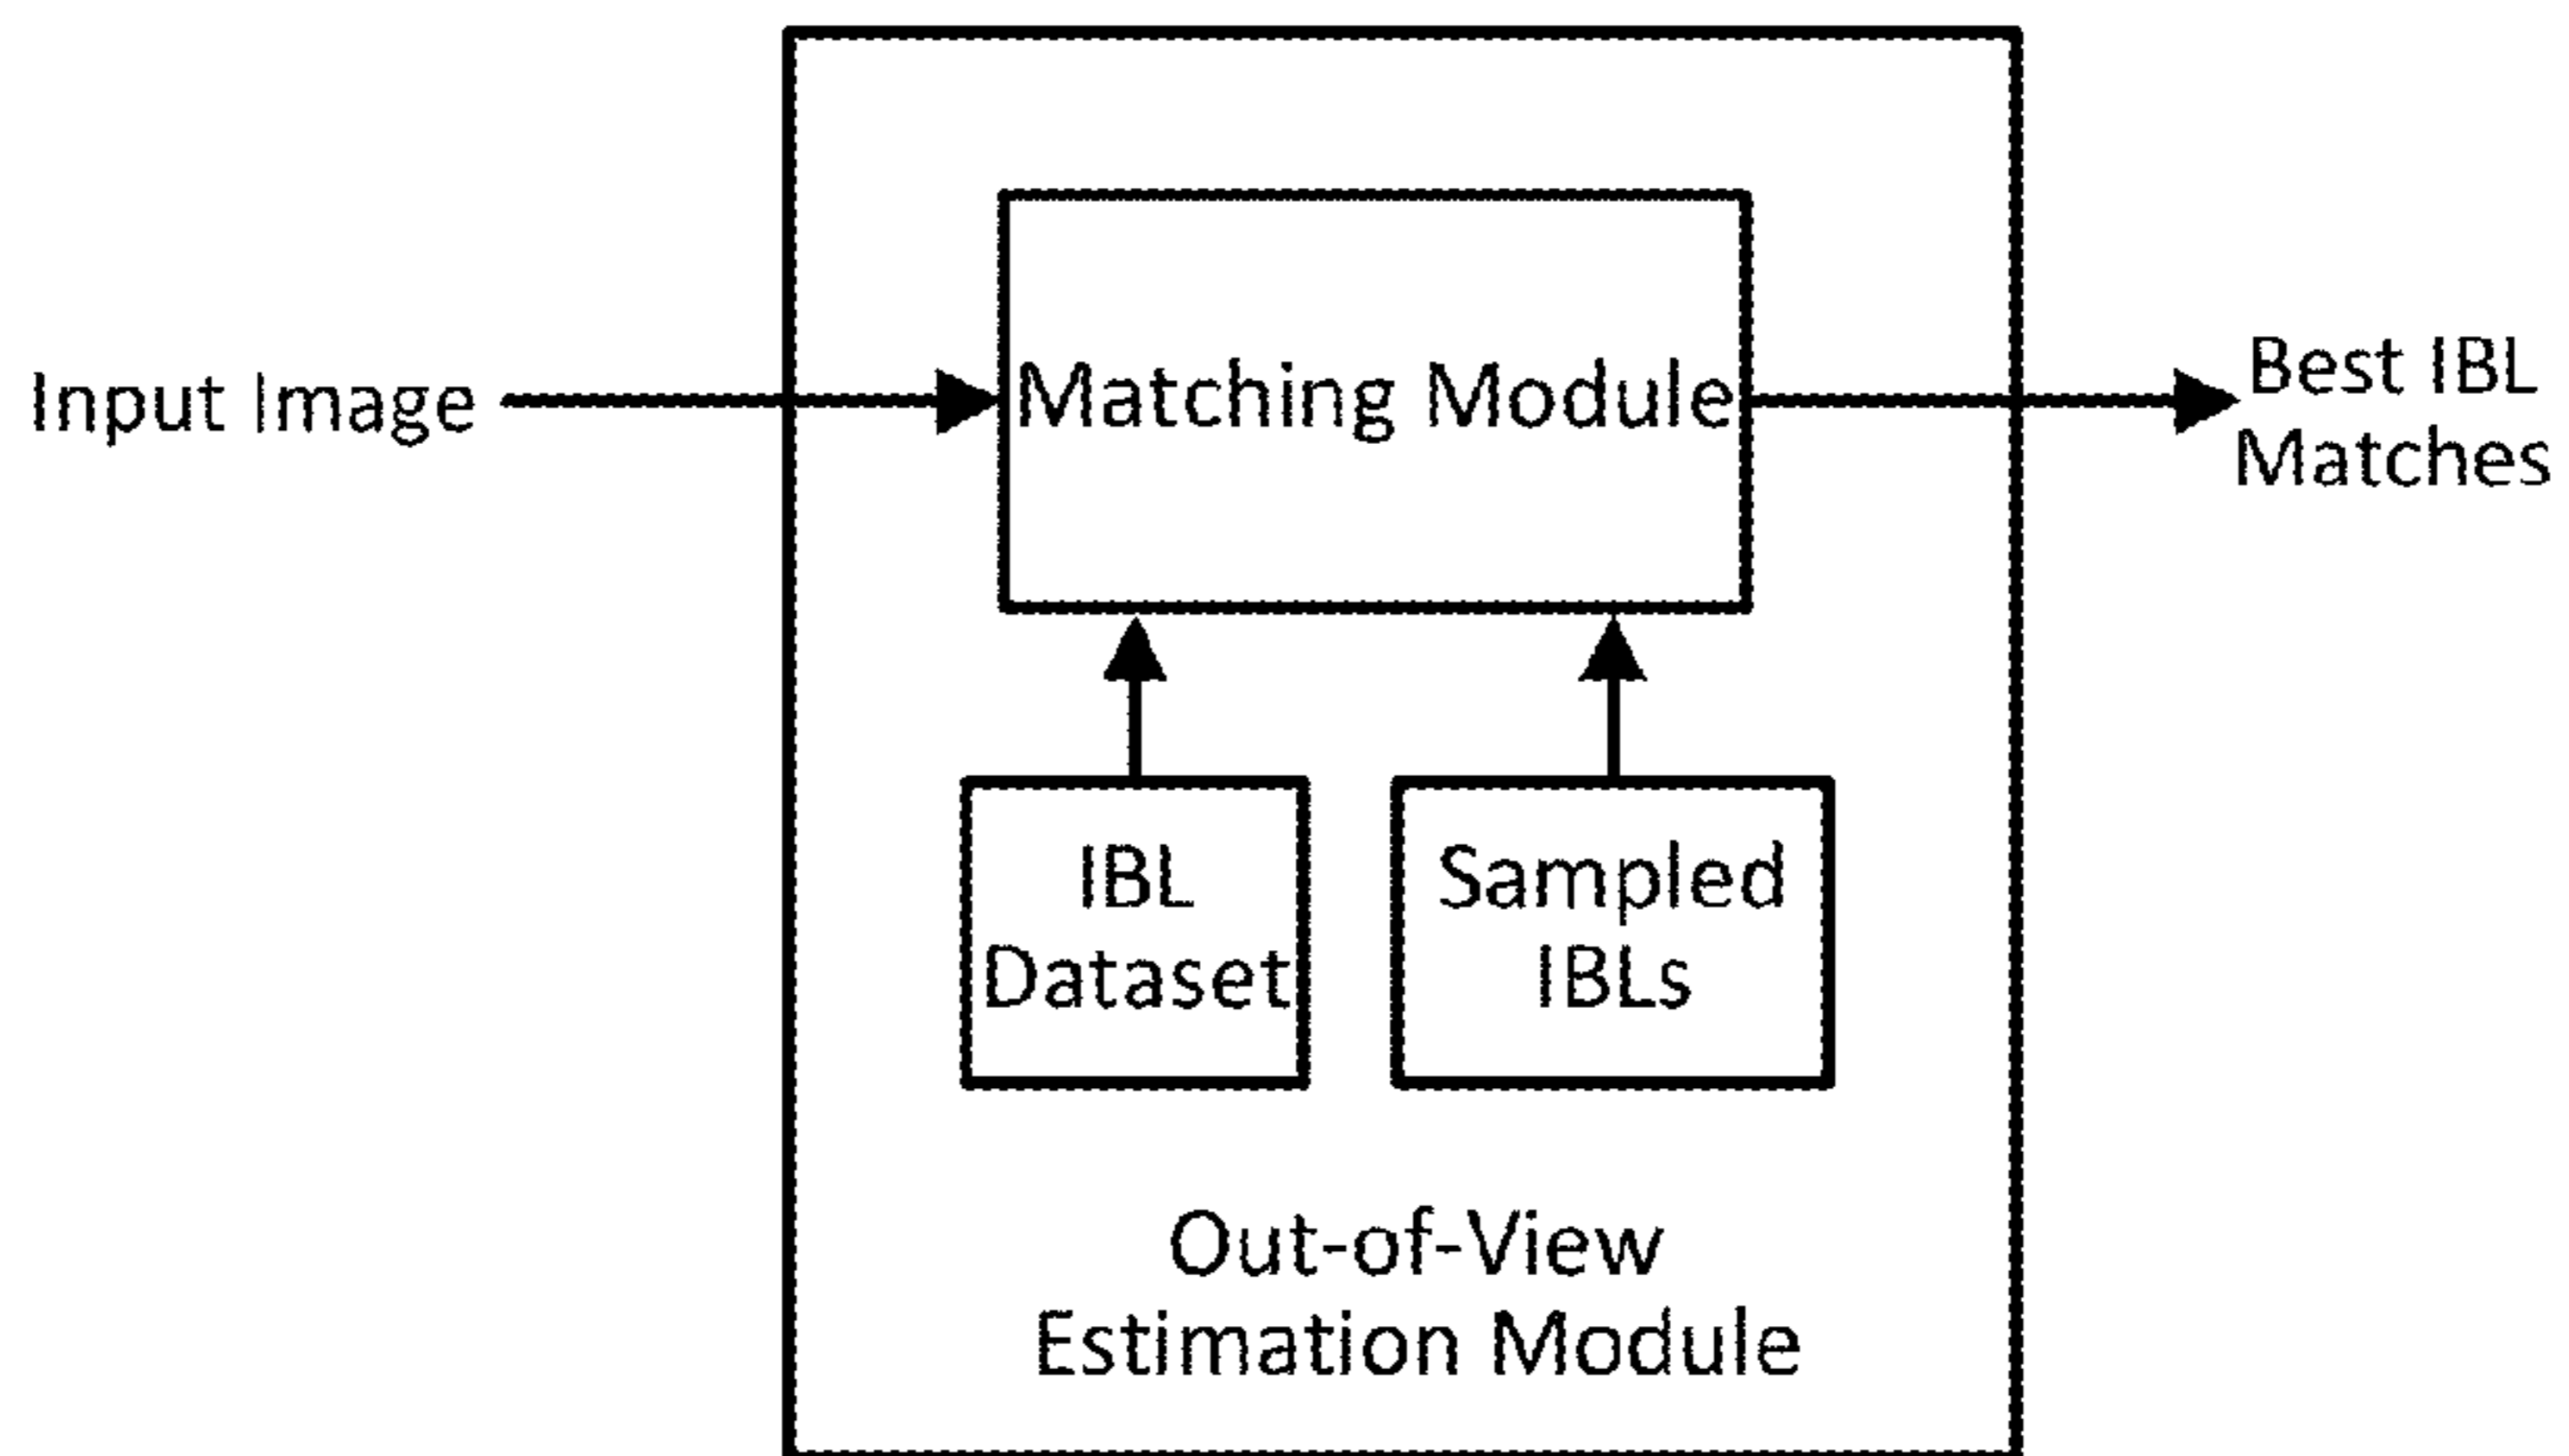 Input Image
Matching Module
Best IBL
Matches
IBL
Dataset
Sampled
IBLs
Out-of-View
Estimation Module